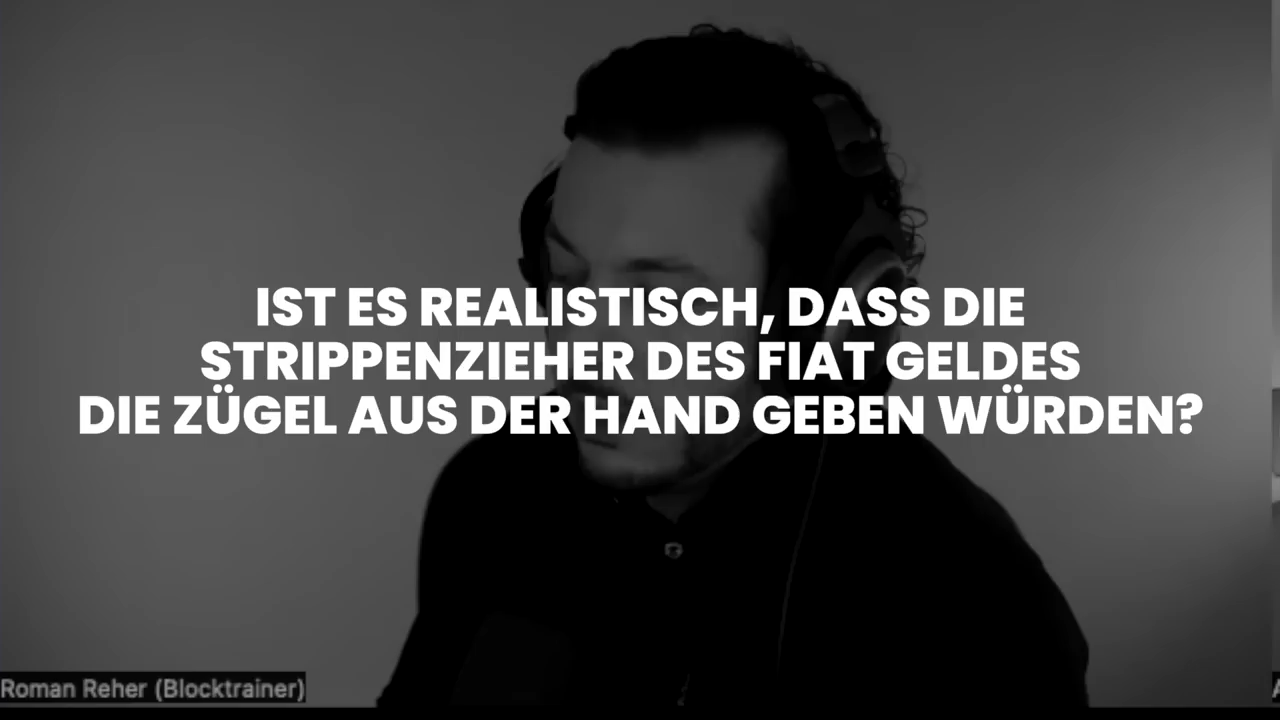 IST ES REALISTISCH, DASS DIE
STRIPPENZIEHER DES FIAT GELDES
DIE ZÜGEL AUS DER HAND GEBEN WÜRDEN?
Roman Reher (Blocktrainer)